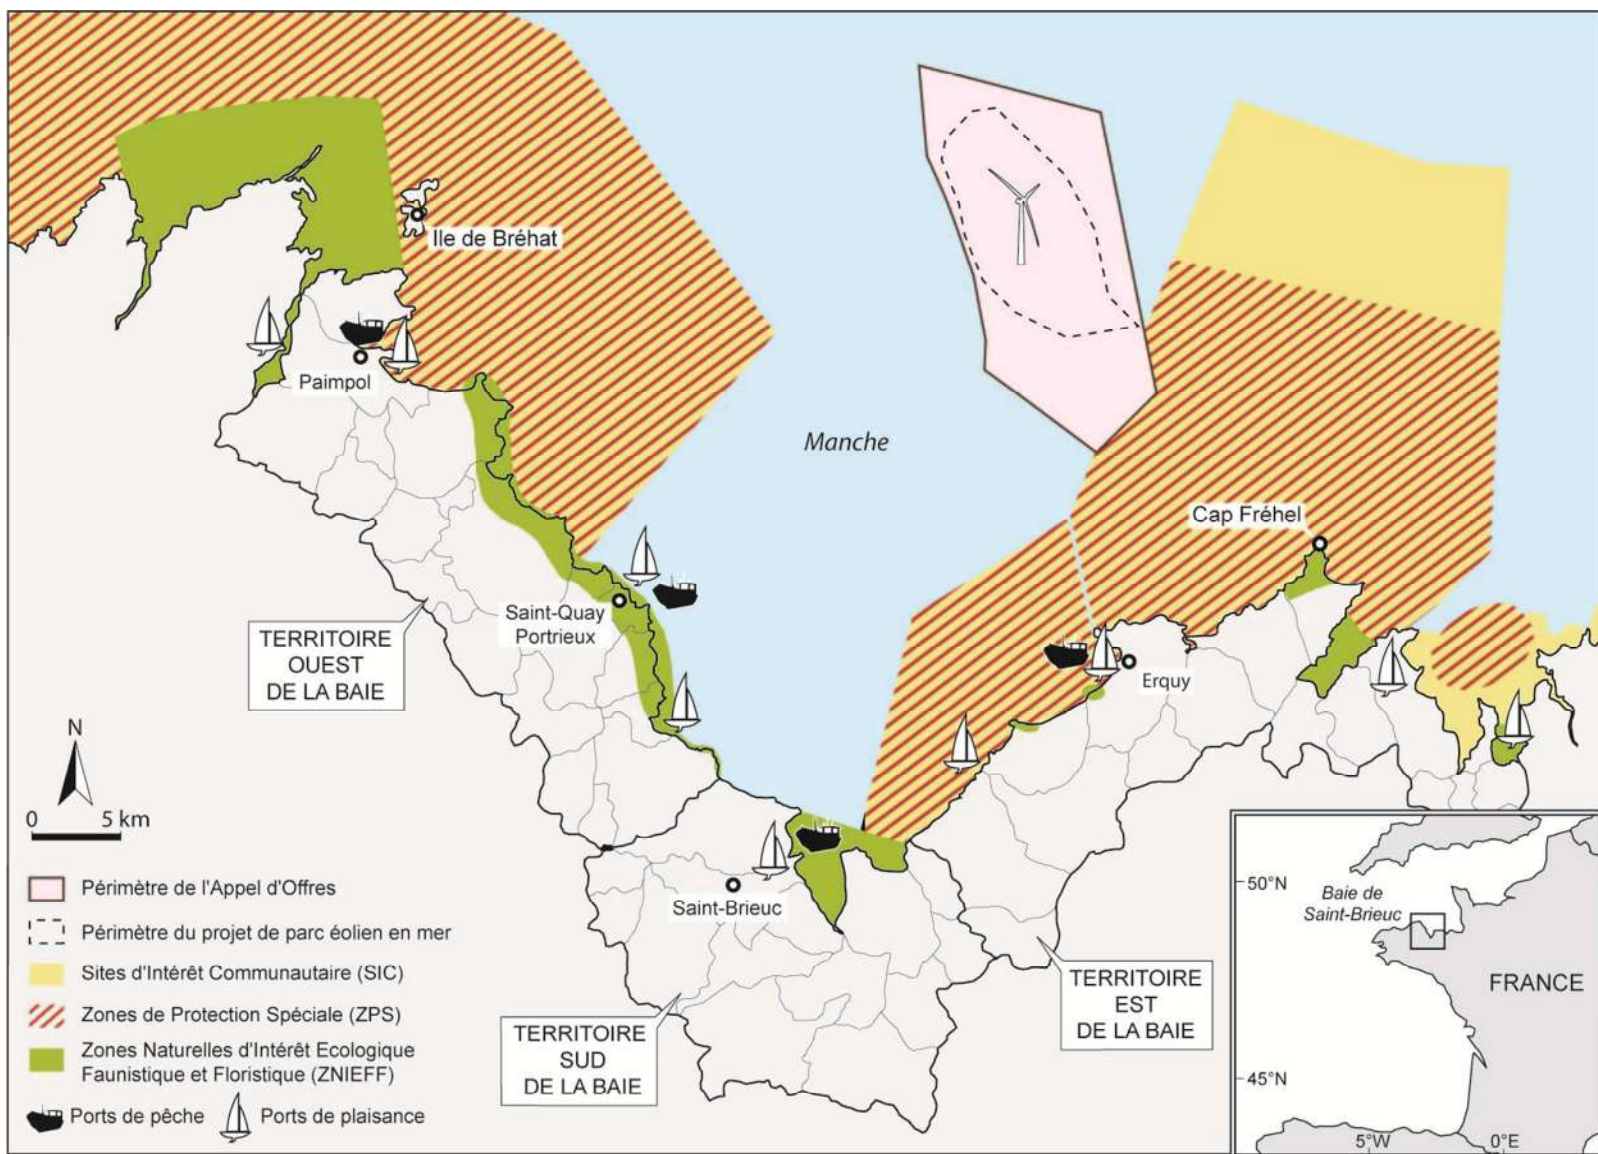 Ile de Bréhat
Paimpol
Manche
Cap Fréhel
Saint-Quay
Portrieux
TERRITOIRE
OUEST
DE LA BAIE
Erquy
N
0 5 km
Saint-Brieuc
TERRITOIRE
SUD
DE LA BAIE
TERRITOIRE
EST
DE LA BAIE
Périmètre de l'Appel d'Offres
Périmètre du projet de parc éolien en mer
Sites d'Intérêt Communautaire (SIC)
Zones de Protection Spéciale (ZPS)
Zones Naturelles d'Intérêt Ecologique
Faunistique et Floristique (ZNIEFF)
Ports de pêche Ports de plaisance
50°N
Baie de
Saint-Brieuc
FRANCE
45°N
5°W 0°E